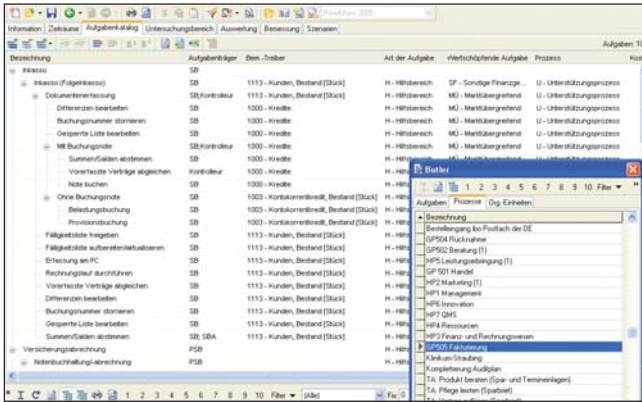 Information Zeiträume Aufgabenkatalog Untersuchungsbereich Auswertung Bemessung Szenarien
Aufgaben: 10
Bezeichnung Aufgabenträger Bem.-Treiber Art der Aufgabe Wertschöpfende Aufgabe Prozess
Inkasso SB
Inkasso (Folgeinkasso) SB 1113 - Kunden, Bestand [Stück] H - Hilfsbereich SF - Sonstige Finanzge... U - Unterstützungsprozess
Dokumentenerfassung SB;Kontrolleur 1113 - Kunden, Bestand [Stück] H - Hilfsbereich MÜ - Marktübergreifend U - Unterstützungsprozess
Differenzen bearbeiten SB 1000 - Kredite: H - Hilfsbereich MÜ - Marktübergreifend U - Unterstützungsprozess
Buchungsnummer stornieren SB 1000 - Kredite: H - Hilfsbereich MÜ - Marktübergreifend U - Unterstützungsprozess
Gesperrte Liste bearbeiten SB 1000 - Kredite: H - Hilfsbereich MÜ - Marktübergreifend U - Unterstützungsprozess
Mit Buchungsnote SB;Kontrolleur 1000 - Kredite: H - Hilfsbereich MÜ - Marktübergreifend U - Unterstützungsprozess
Summen/Salden abstimmen SB 1000 - Kredite:
Vorerfasste Verträge abgleichen Kontrolleur 1000 - Kredite:
Note buchen SB 1000 - Kredite:
Ohne Buchungsnote SB 1003 - Kontokorrentkredit, Bestand [Stück]
Belastungsbuchung SB 1003 - Kontokorrentkredit, Bestand [Stück]
Provisionsbuchung SB 1003 - Kontokorrentkredit, Bestand [Stück]
Fälligkeitsliste freigeben SB 1113 - Kunden, Bestand [Stück]
Fälligkeitsliste aufbereiten/aktualisieren SB 1113 - Kunden, Bestand [Stück]
Erfassung am PC SB 1113 - Kunden, Bestand [Stück]
Rechnungslauf durchführen SB 1113 - Kunden, Bestand [Stück]
Vorerfasste Verträge abgleichen SB 1113 - Kunden, Bestand [Stück]
Differenzen bearbeiten SB 1113 - Kunden, Bestand [Stück]
Buchungsnummer stornieren SB 1113 - Kunden, Bestand [Stück]
Gesperrte Liste bearbeiten SB 1113 - Kunden, Bestand [Stück]
Summen/Salden abstimmen SB; SBA 1113 - Kunden, Bestand [Stück]
Versicherungsabrechnung PSB
Notenbuchhaltung/-abrechnung PSB
1 2 3 4 5 6 7 8 9 10 Filter (Alle) Fix 0
Butler
1 2 3 4 5 6 7 8 9 10 Filter
Aufgaben Prozesse Org.-Einheiten
Bezeichnung
Bestelleingang ibo Postfach der OE
GP504 Rücknahme
GP502 Beratung (1)
HP5 Leistungserbringung (1)
GP 501 Handel
HP2 Marketing (1)
HP1 Management
HP6 Innovation
HP7 QMS
HP4 Ressourcen
HP3 Finanz- und Rechnungswesen
GP505 Fakturierung
Klinikum-Straubing
Kompletierung Auditplan
TA: Produkt beraten (Spar- und Termineinlagen)
TA: Pflege leisten (Sparbrief)